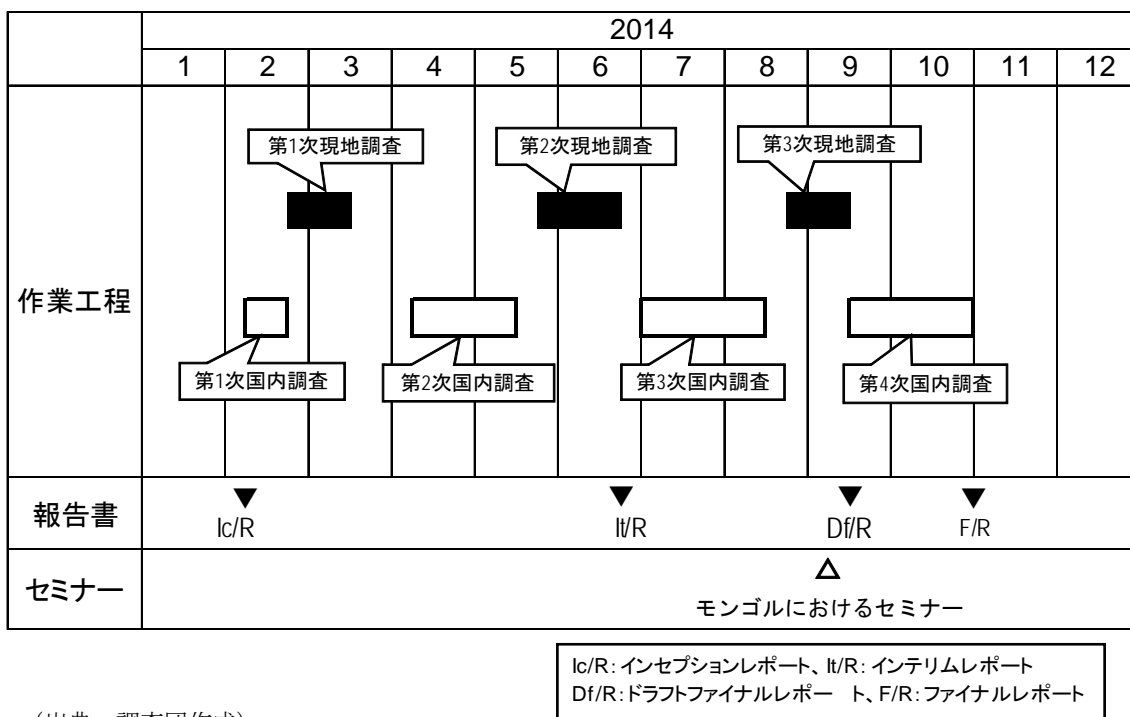 2014
1 2 3 4 5 6 7 8 9 10 11 12
第1次現地調査 第2次現地調査 第3次現地調査
作業工程
第1次国内調査 第2次国内調査 第3次国内調査 第4次国内調査
報告書
Ic/R It/R Df/R F/R
セミナー
モンゴルにおけるセミナー
Ic/R:インセプションレポート、It/R:インテリムレポート
Df/R:ドラフトファイナルレポー ト、F/R:ファイナルレポート